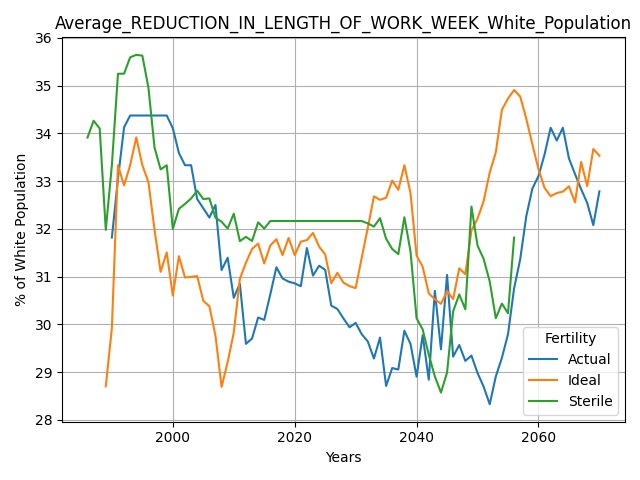 Average_REDUCTION_IN_LENGTH_OF_WORK_WEEK_White_Population
36
35
34
33
32
31
30
29
28
% of White Population
2000
2020
2040
2060
Years
Fertility
Actual
Ideal
Sterile